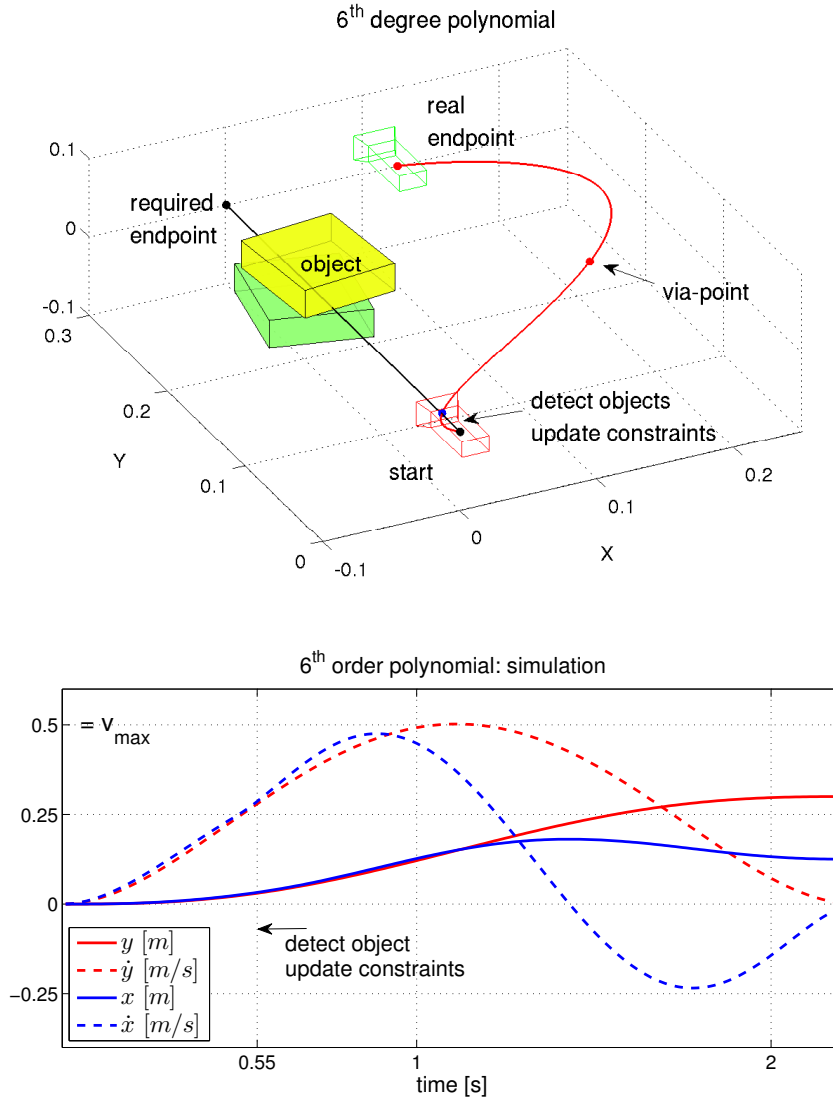 6th degree polynomial
real
endpoint
0.1
required
endpoint
0
object
-0.1
via-point
0.3
0.2
detect objects
update constraints
Y
0.1
start
0.2
0.1
0
X
0
-0.1
6th order polynomial: simulation
0.5
= vmax
0.25
0
y [m]
detect object
ẏ [m/s]
update constraints
−0.25
x [m]
ẋ [m/s]
0.55
1
2
time [s]